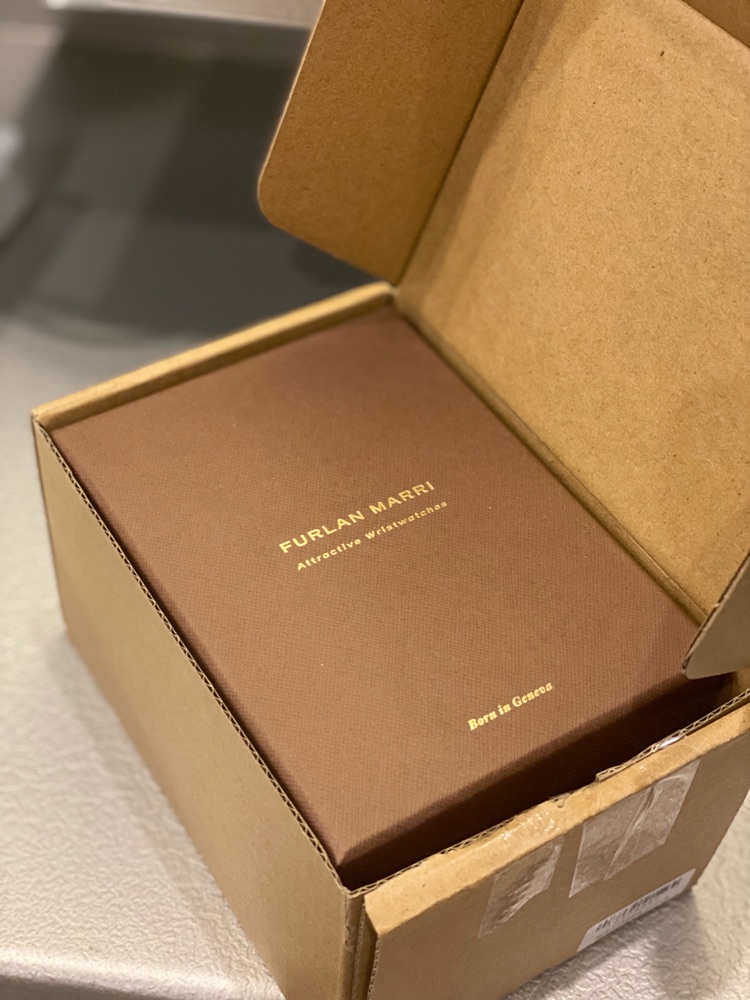 FURLAN MARRI
Attractive Wristwatches
Born in Geneva